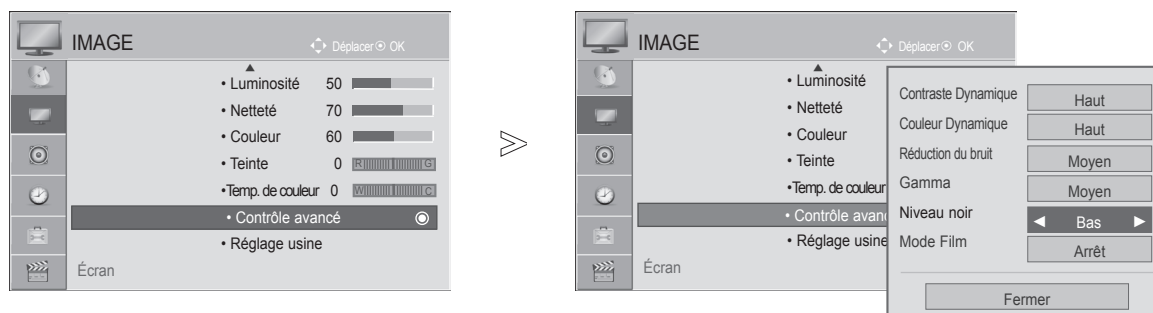 IMAGE
Déplacer OK
• Luminosité 50
• Netteté 70
• Couleur 60
• Teinte 0 R G
•Temp. de couleur 0 W C
• Contrôle avancé
• Réglage usine
Écran
>
IMAGE
Déplacer OK
• Luminosité
• Netteté
• Couleur
• Teinte
•Temp. de couleur
• Contrôle avanc
• Réglage usine
Écran
Contraste Dynamique Haut
Couleur Dynamique Haut
Réduction du bruit Moyen
Gamma Moyen
Niveau noir ◄ Bas ►
Mode Film Arrêt
Fermer